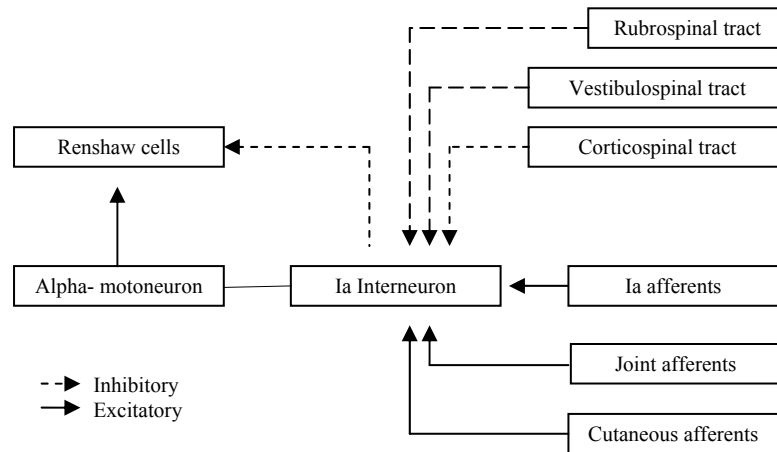 Rubrospinal tract
Vestibulospinal tract
Renshaw cells
Corticospinal tract
Alpha- motoneuron
Ia Interneuron
Ia afferents
Joint afferents
Inhibitory
Excitatory
Cutaneous afferents